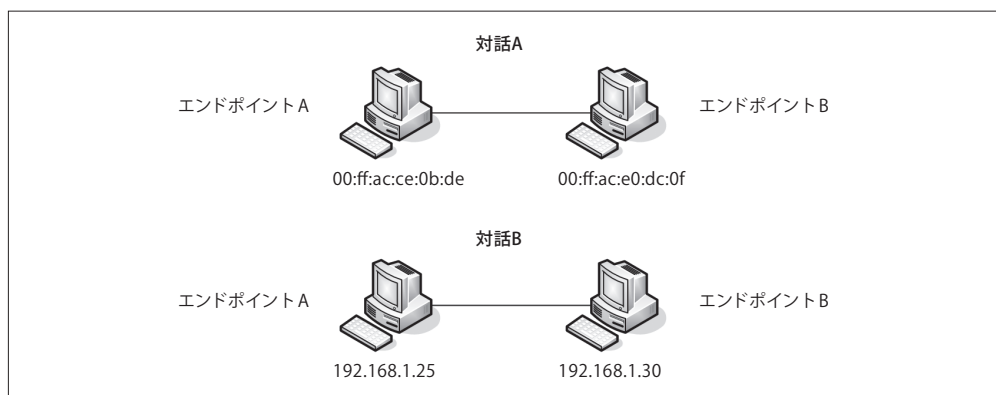 対話A
エンドポイントA エンドポイントB
00:ff:ac:ce:0b:de 00:ff:ac:e0:dc:0f
対話B
エンドポイントA エンドポイントB
192.168.1.25 192.168.1.30